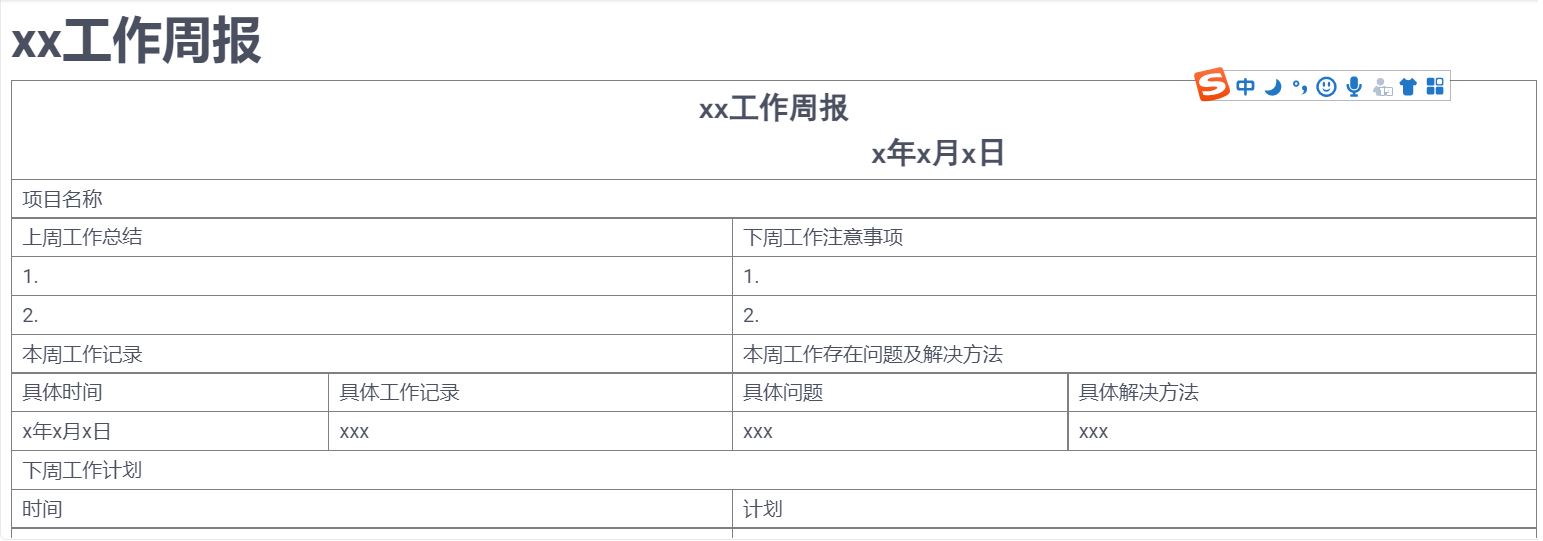 xx工作周报
xx工作周报
x年x月x日
项目名称
上周工作总结 下周工作注意事项
1. 1.
2. 2.
本周工作记录 本周工作存在问题及解决方法
具体时间 具体工作记录 具体问题 具体解决方法
x年x月x日 xxx xxx xxx
下周工作计划
时间 计划
S 中